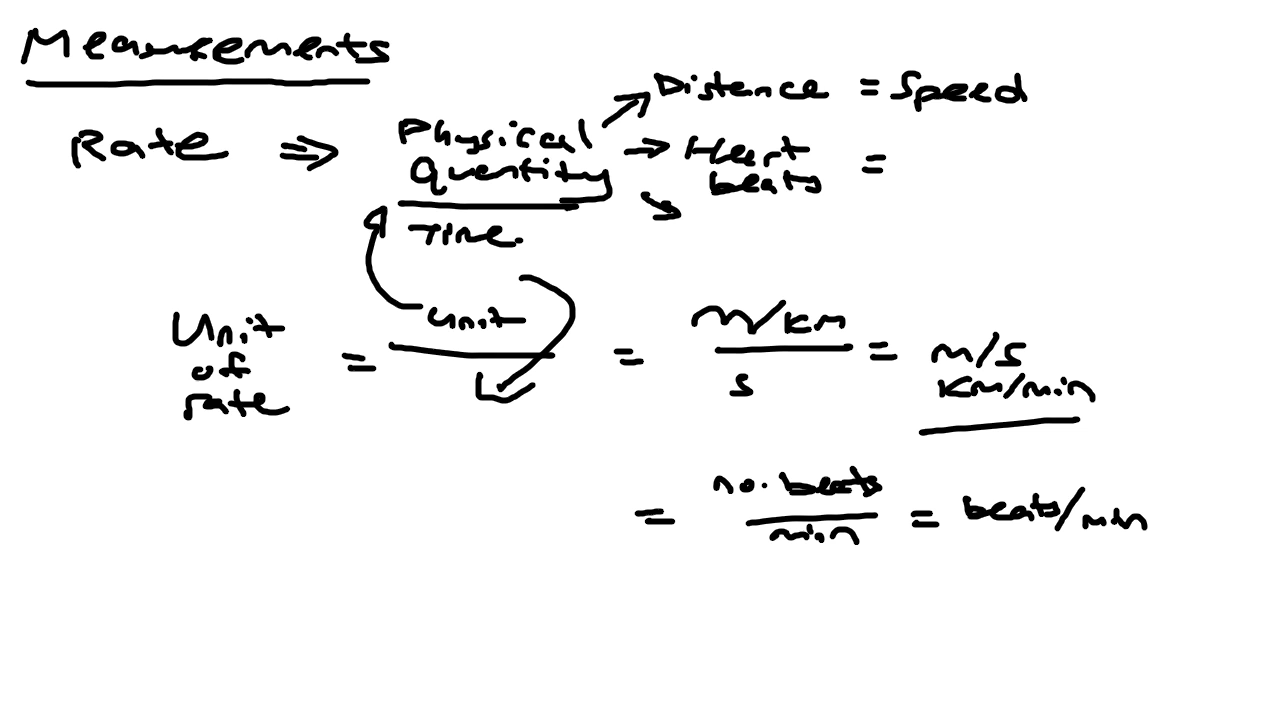 Measurements
Rate ⇒ Physical Quantity / Time.
→ Distance = Speed
→ Heart beats =
Unit of rate = unit / = m/km / s = m/s
km/min
= no. beats / min = beats/min